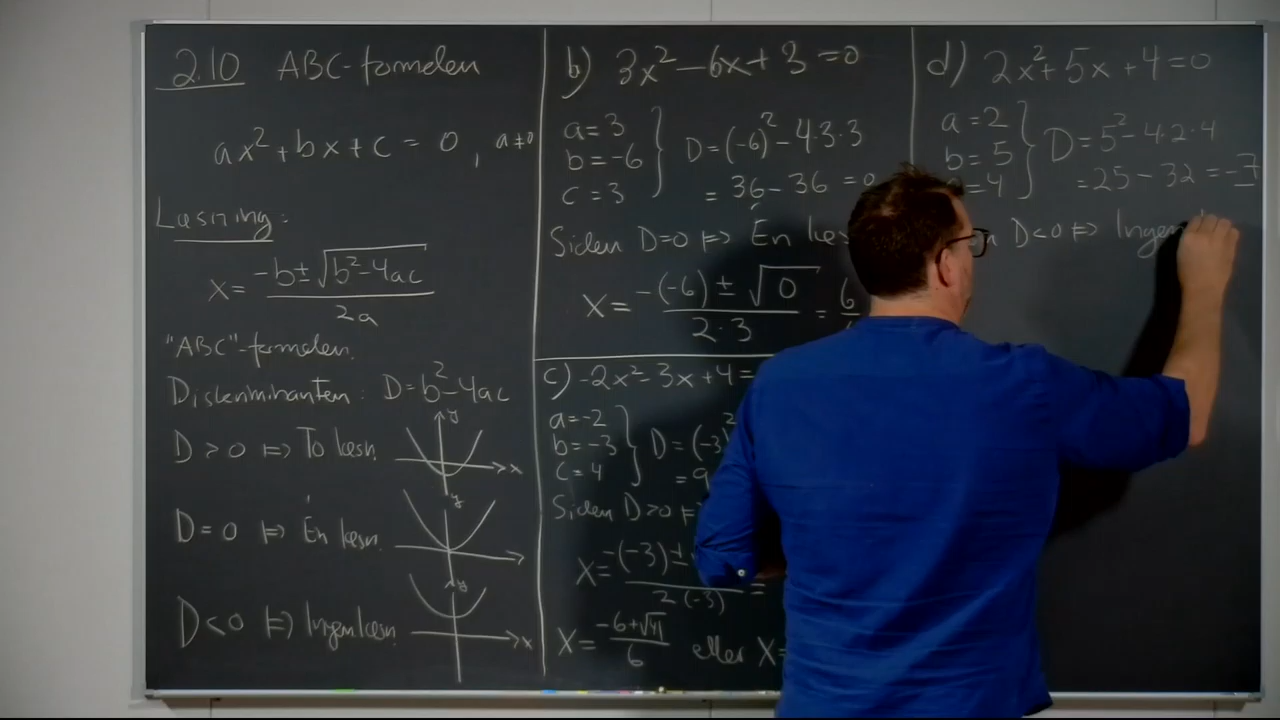 2.10 ABC-formelen
ax² + bx + c = 0, a≠0
Løsning:
x = (-b ± √(b²-4ac)) / 2a
"ABC"-formelen.
Diskriminanten: D = b² - 4ac
D > 0 ⟺ To løsn.
y
x
D = 0 ⟺ Én løsn.
y
D < 0 ⟺ Ingen løsn.
y
x
b) 3x² - 6x + 3 = 0
a = 3
b = -6
c = 3
D = (-6)² - 4·3·3
= 36 - 36 = 0
Siden D=0 ⟺ Én
x = (-(-6) ± √0) / 2·3 = 6
c) -2x² - 3x + 4 =
a = -2
b = -3
c = 4
D = (-3)²
= 9
Siden D>0
x = -(-3) ± / 2·(-3) =
x = (-6+√41) / 6 eller x =
d) 2x² + 5x + 4 = 0
a = 2
b = 5
= 4
D = 5² - 4·2·4
= 25 - 32 = -7
D<0 ⟺ Ingen